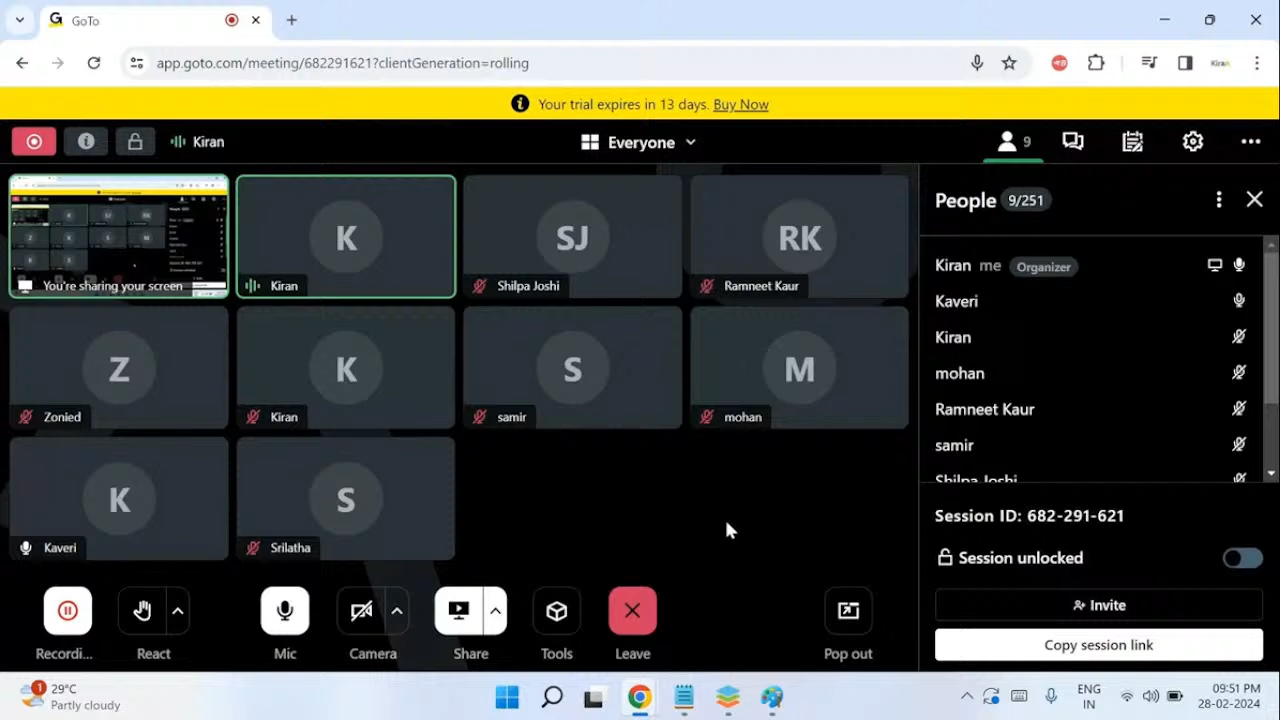 GoTo
app.goto.com/meeting/682291621?clientGeneration=rolling
Kiran
Your trial expires in 13 days. Buy Now
Kiran
Everyone
9
You're sharing your screen
K
Kiran
SJ
Shilpa Joshi
RK
Ramneet Kaur
Z
Zonied
K
Kiran
S
samir
M
mohan
K
Kaveri
S
Srilatha
People 9/251
Kiran me Organizer
Kaveri
Kiran
mohan
Ramneet Kaur
samir
Shilpa Joshi
Session ID: 682-291-621
Session unlocked
Invite
Copy session link
Recordi...
React
Mic
Camera
Share
Tools
Leave
Pop out
1
29°C
Partly cloudy
ENG
IN
09:51 PM
28-02-2024